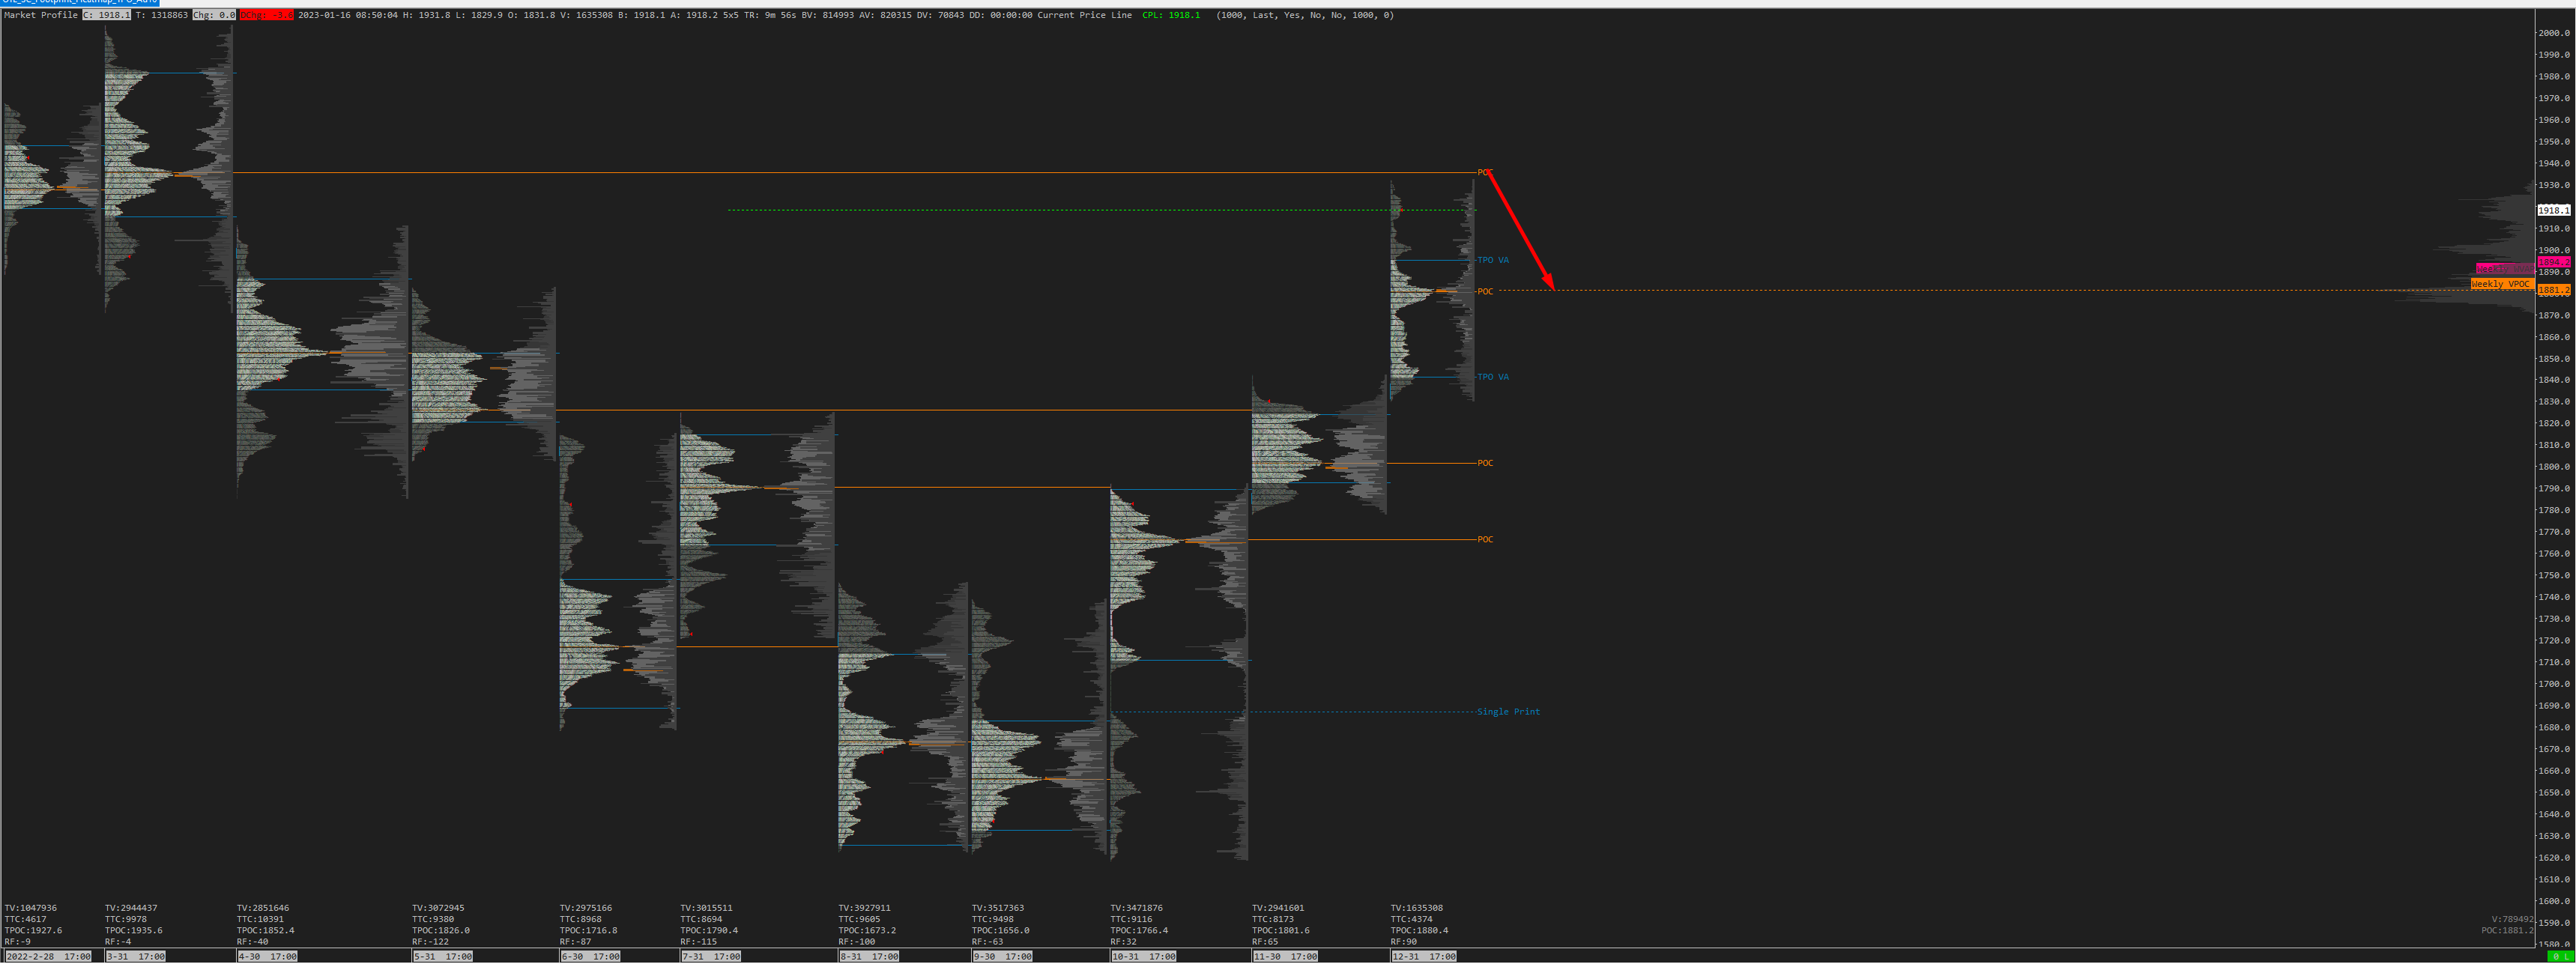 Market Profile C: 1918.1 T: 1318863 Chg: 0.0 DChg: -3.6 2023-01-16 08:50:04 H: 1931.8 L: 1829.9 O: 1831.8 V: 1635308 B: 1918.1 A: 1918.2 5x5 TR: 9m 56s BV: 814993 AV: 820315 DV: 70843 DD: 00:00:00 Current Price Line CPL: 1918.1 (1000, Last, Yes, No, No, 1000, 0)
2000.0
1990.0
1980.0
1970.0
1960.0
1950.0
1940.0
POC
1930.0
1918.1
1910.0
1900.0
TPO VA
1894.2
1890.0
Weekly VPOC
1881.2
POC
1870.0
1860.0
1850.0
TPO VA
1840.0
1830.0
1820.0
1810.0
POC
1800.0
1790.0
1780.0
1770.0
POC
1760.0
1750.0
1740.0
1730.0
1720.0
1710.0
1700.0
1690.0
Single Print
1680.0
1670.0
1660.0
1650.0
1640.0
1630.0
1620.0
1610.0
1600.0
1590.0
1580.0
TV:1047936 TV:2944437 TV:2851646 TV:3072945 TV:2975166 TV:3015511 TV:3927911 TV:3517363 TV:3471876 TV:2941601 TV:1635308
TTC:4617 TTC:9978 TTC:10391 TTC:9380 TTC:8968 TTC:8694 TTC:9605 TTC:9498 TTC:9116 TTC:8173 TTC:4374
V:789492
TPOC:1927.6 TPOC:1935.6 TPOC:1852.4 TPOC:1826.0 TPOC:1716.8 TPOC:1790.4 TPOC:1673.2 TPOC:1656.0 TPOC:1766.4 TPOC:1801.6 TPOC:1880.4
POC:1881.2
RF:-9 RF:-4 RF:-40 RF:-122 RF:-87 RF:-115 RF:-100 RF:-63 RF:32 RF:65 RF:90
2022-2-28 17:00 3-31 17:00 4-30 17:00 5-31 17:00 6-30 17:00 7-31 17:00 8-31 17:00 9-30 17:00 10-31 17:00 11-30 17:00 12-31 17:00
0 L